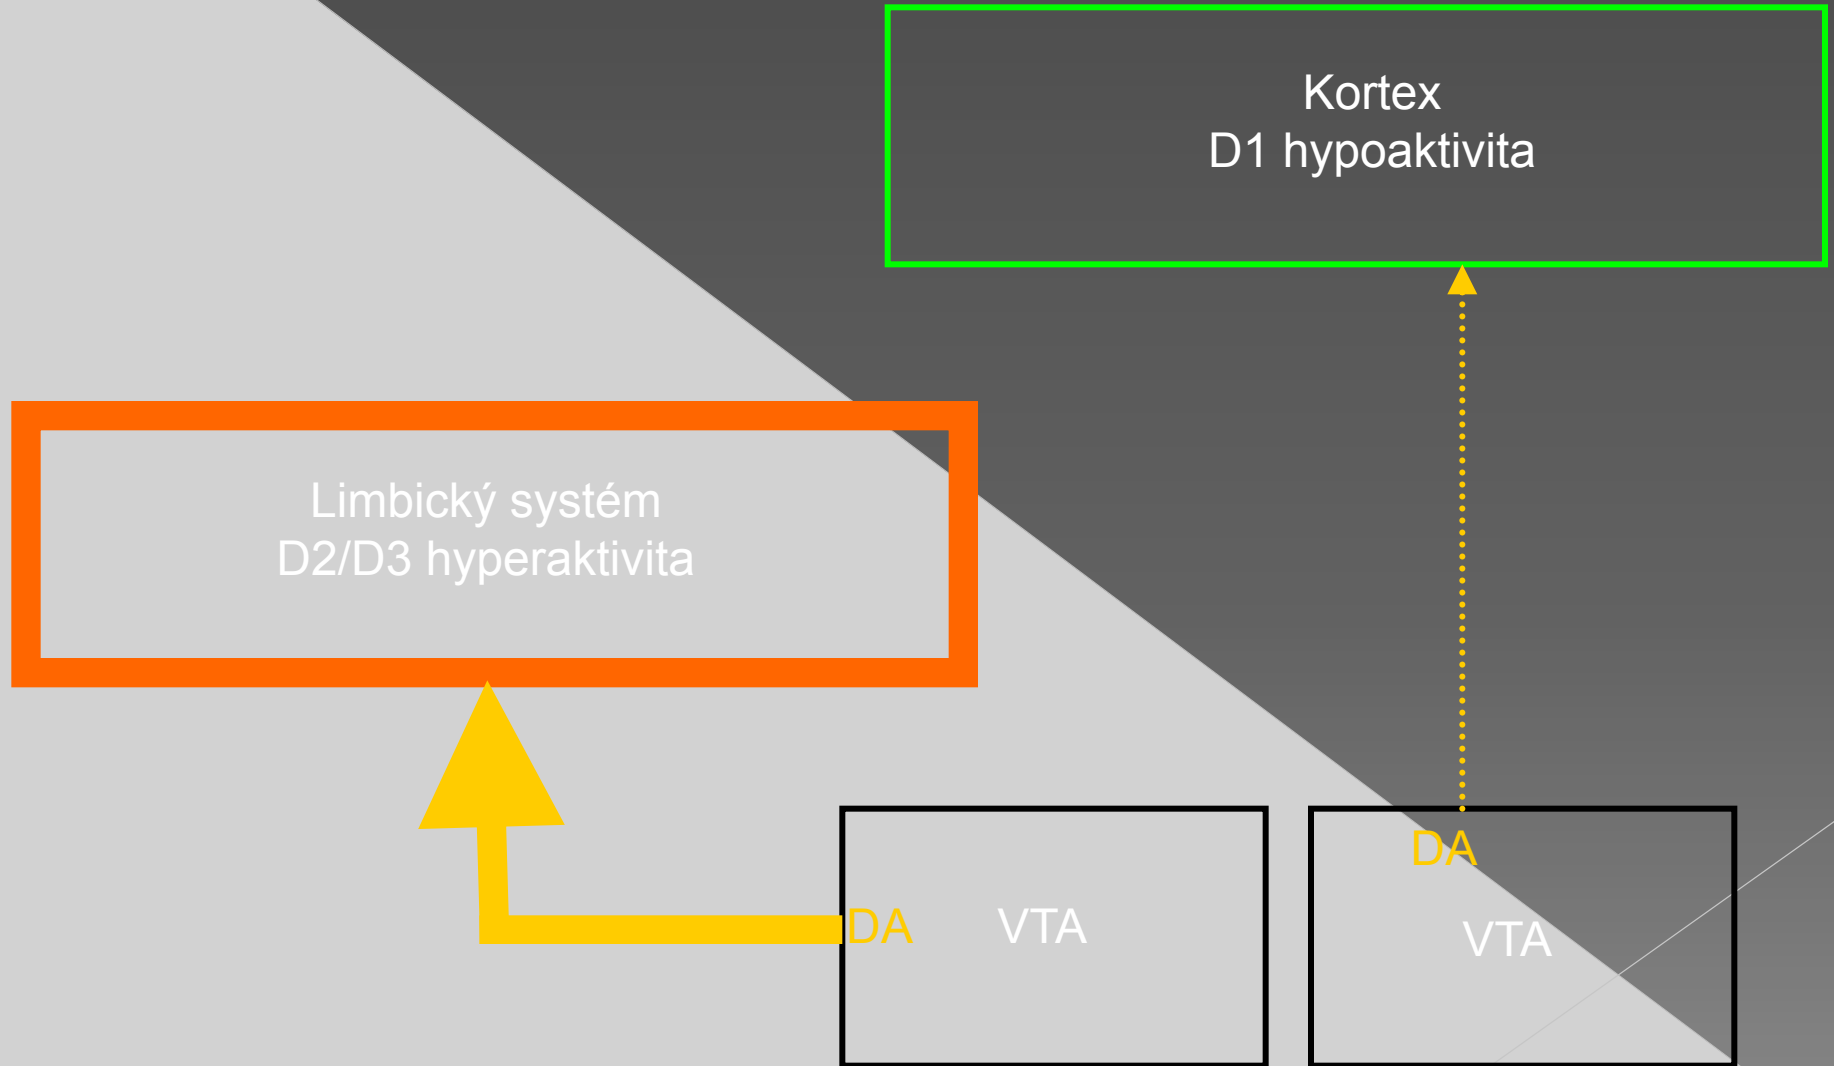 Kortex
D1 hypoaktivita
Limbický systém
D2/D3 hyperaktivita
DA
DA
VTA
VTA